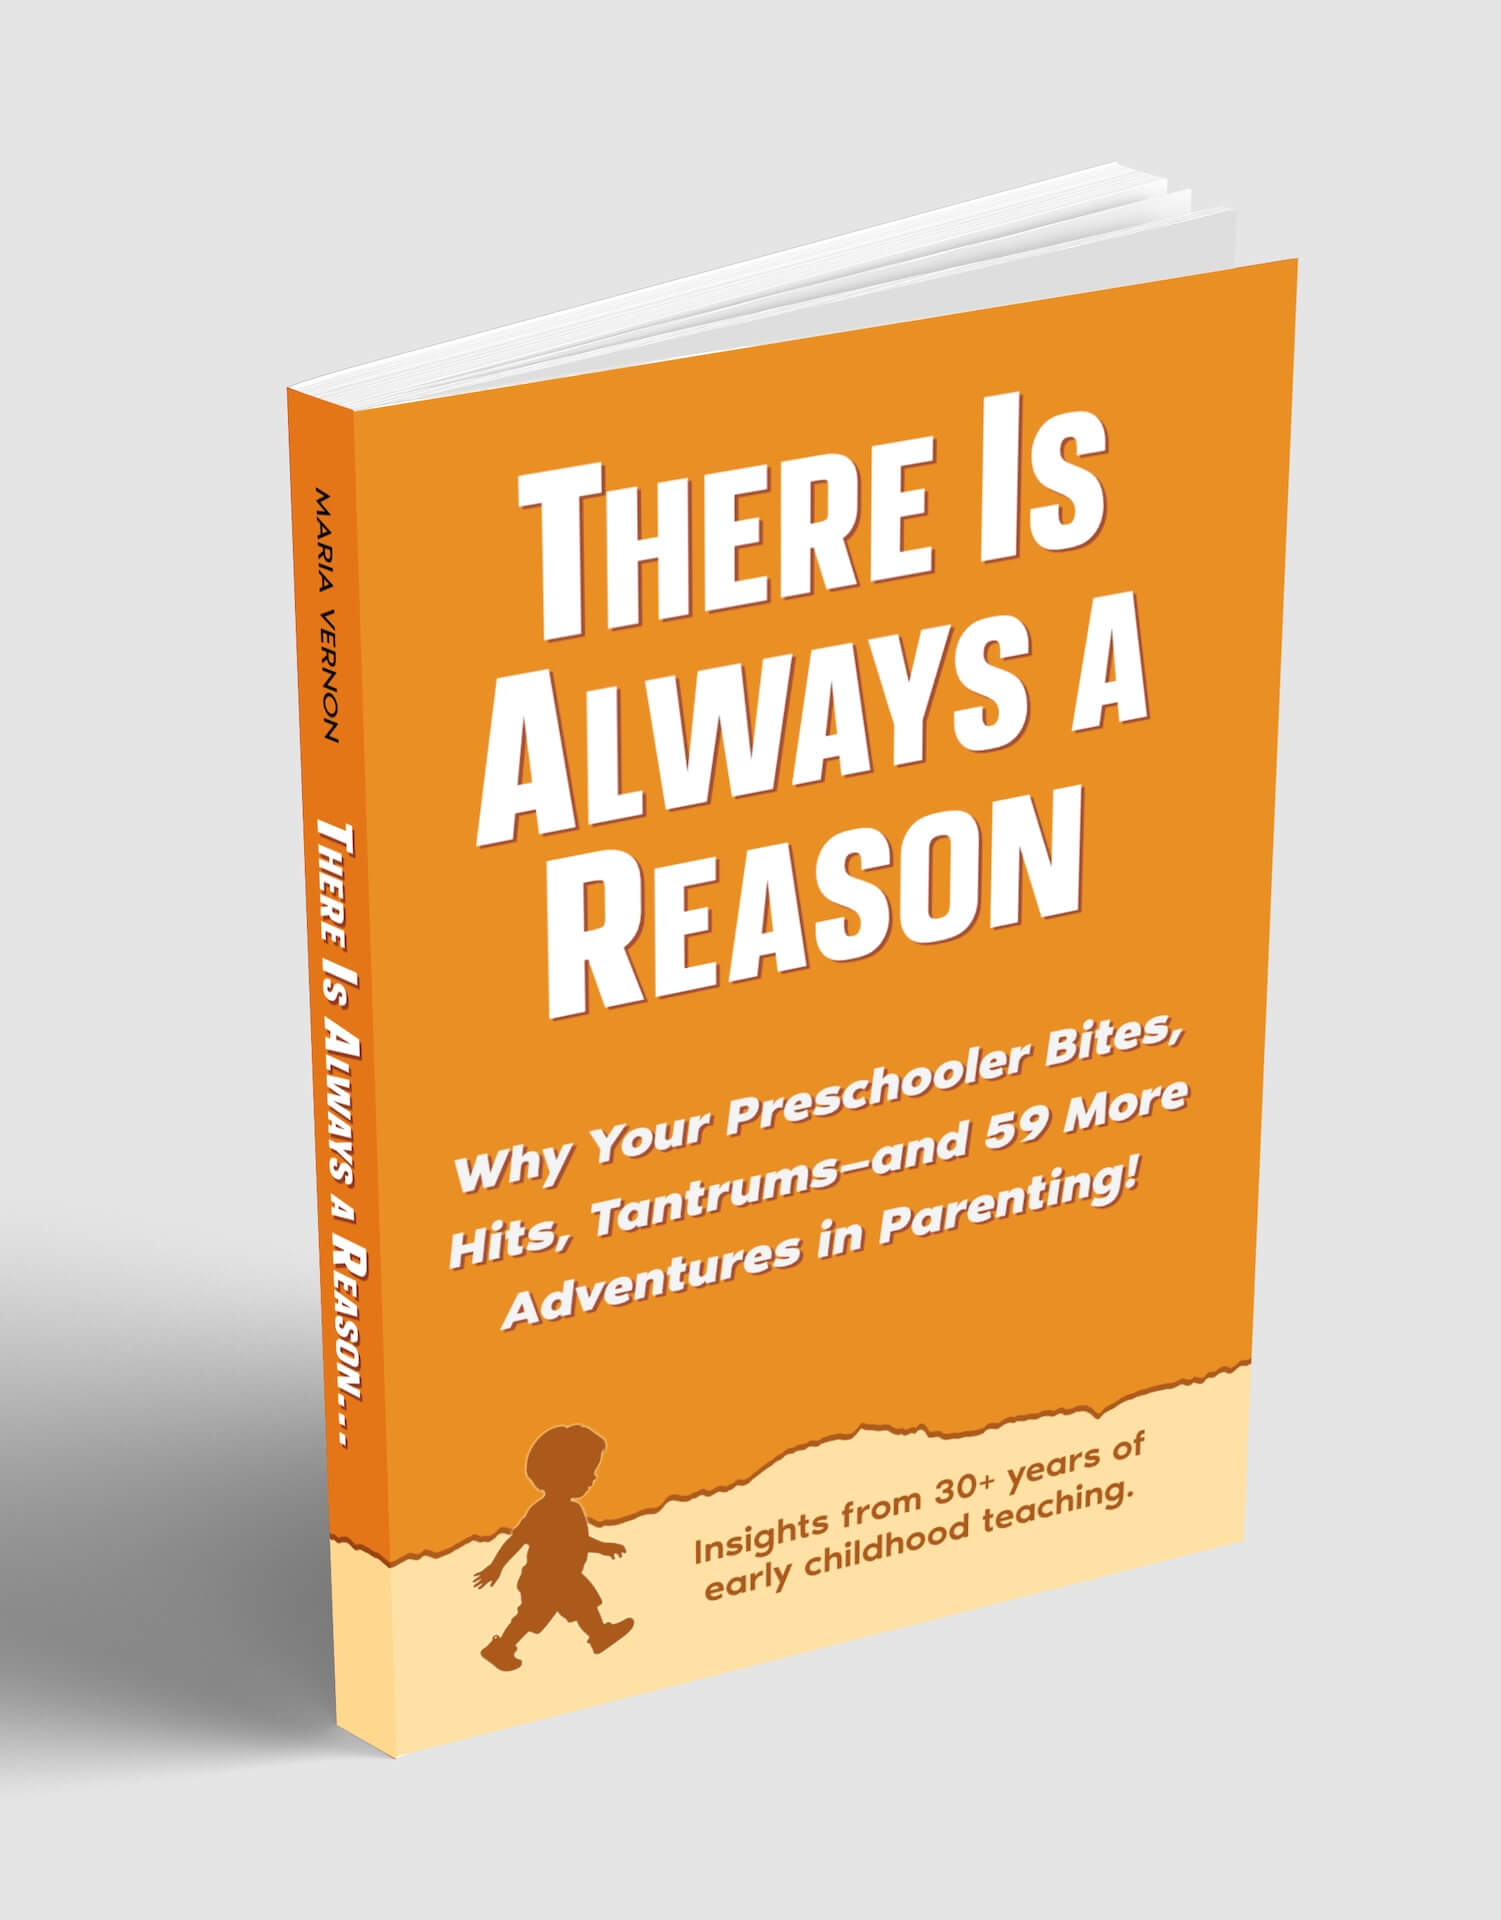 THERE IS
ALWAYS A
REASON
Why Your Preschooler Bites,
Hits, Tantrums—and 59 More
Adventures in Parenting!
Insights from 30+ years of
early childhood teaching.
MARIA VERNON
THERE IS ALWAYS A REASON...